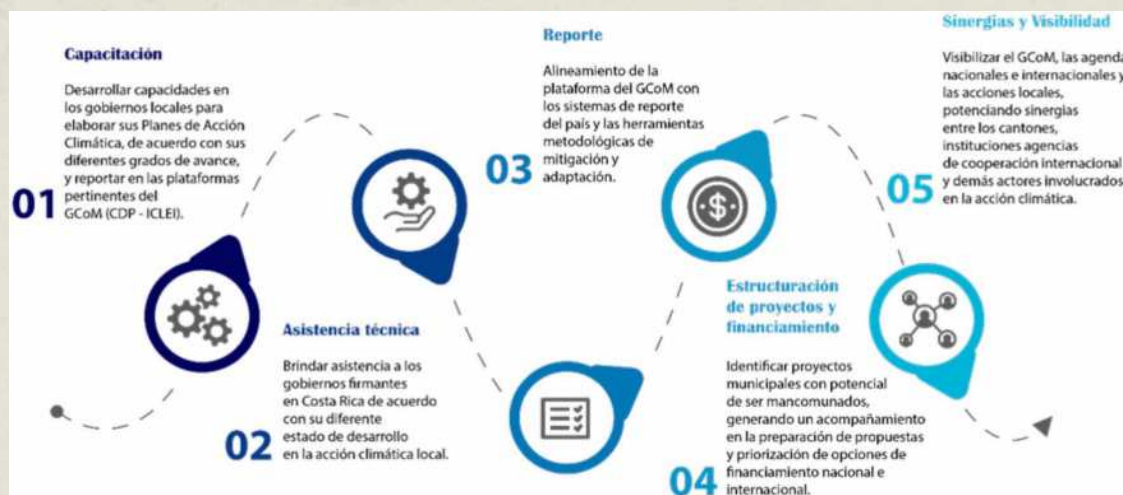 Capacitación
Desarrollar capacidades en
los gobiernos locales para
elaborar sus Planes de Acción
Climática, de acuerdo con sus
diferentes grados de avance,
y reportar en las plataformas
pertinentes del
GCoM (CDP - ICLEI).
01
Asistencia técnica
Brindar asistencia a los
gobiernos firmantes
en Costa Rica de acuerdo
con su diferente
estado de desarrollo
en la acción climática local.
02
Reporte
Alineamiento de la
plataforma del GCoM con
los sistemas de reporte
del país y las herramientas
metodológicas de
mitigación y
adaptación.
03
$
Estructuración
de proyectos y
financiamiento
Identificar proyectos
municipales con potencial
de ser mancomunados,
generando un acompañamiento
en la preparación de propuestas
y priorización de opciones de
financiamiento nacional e
internacional.
04
Sinergias y Visibilidad
Visibilizar el GCoM, las agenda
nacionales e internacionales y
las acciones locales,
potenciando sinergias
entre los cantones,
instituciones agencias
de cooperación internacional
y demás actores involucrados
en la acción climática.
05